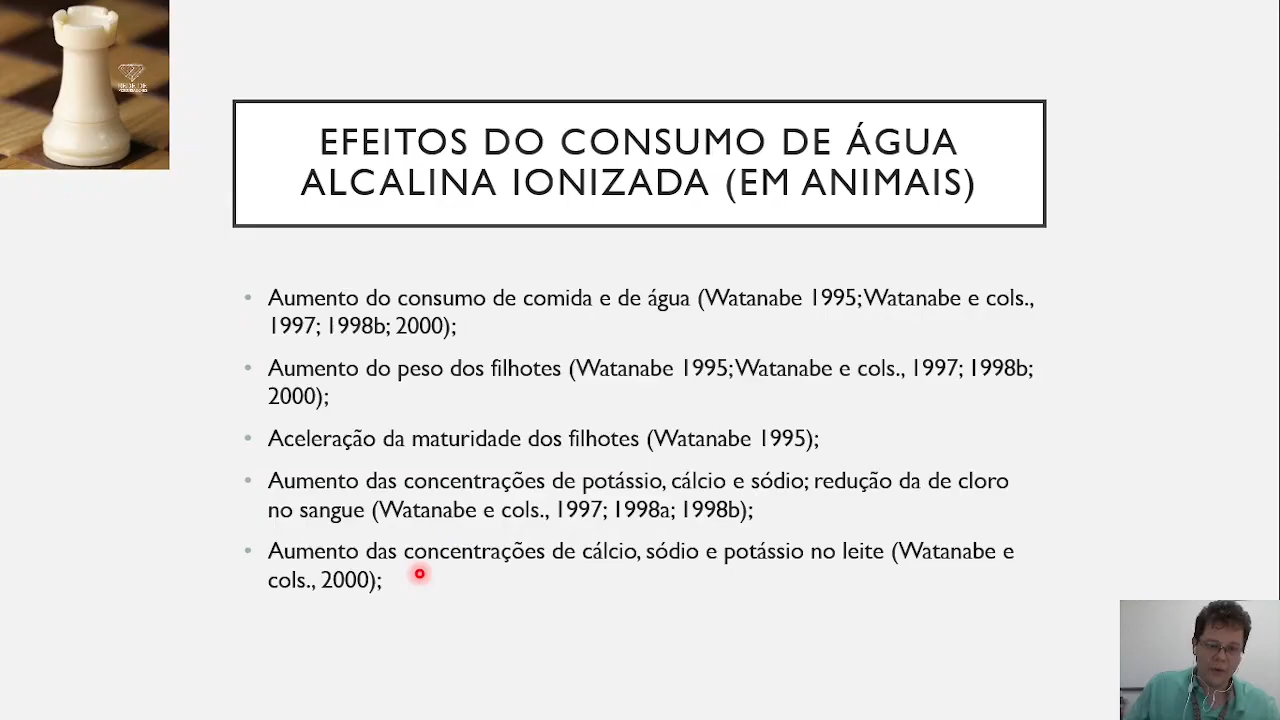 EFEITOS DO CONSUMO DE ÁGUA
ALCALINA IONIZADA (EM ANIMAIS)
• Aumento do consumo de comida e de água (Watanabe 1995; Watanabe e cols.,
1997; 1998b; 2000);
• Aumento do peso dos filhotes (Watanabe 1995; Watanabe e cols., 1997; 1998b;
2000);
• Aceleração da maturidade dos filhotes (Watanabe 1995);
• Aumento das concentrações de potássio, cálcio e sódio; redução da de cloro
no sangue (Watanabe e cols., 1997; 1998a; 1998b);
• Aumento das concentrações de cálcio, sódio e potássio no leite (Watanabe e
cols., 2000);